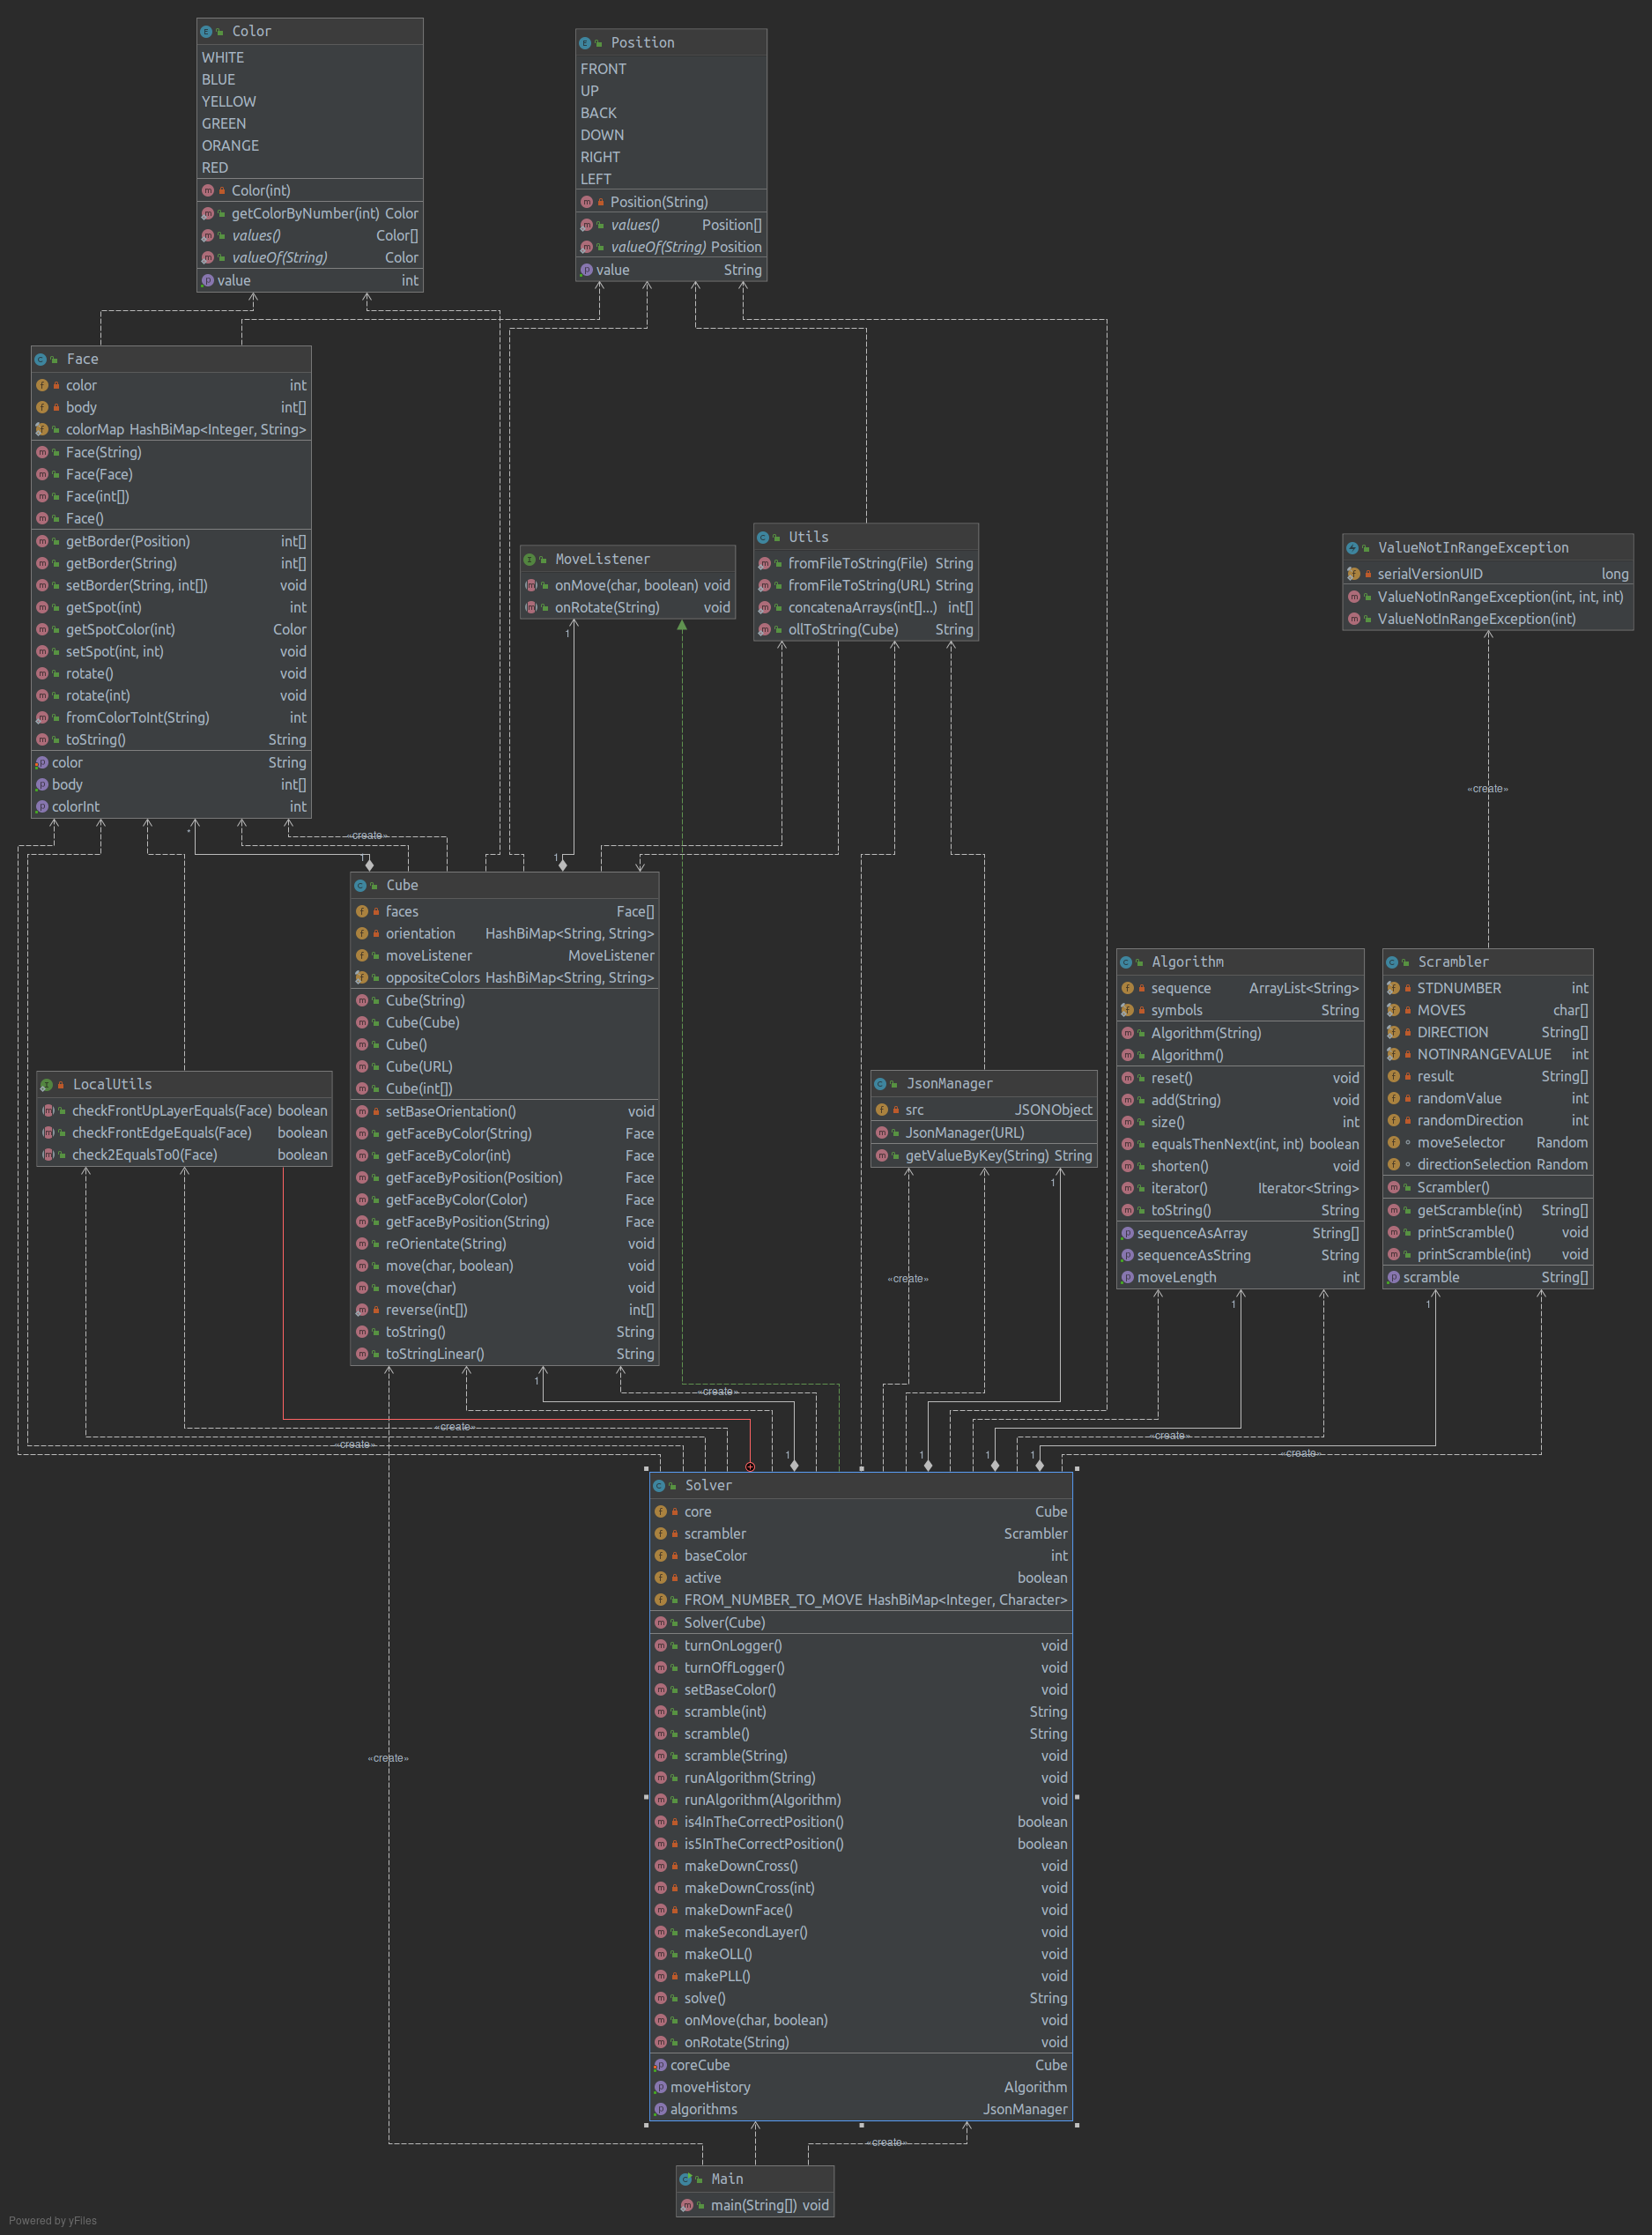 Color
WHITE
BLUE
YELLOW
GREEN
ORANGE
RED
Color(int)
getColorByNumber(int) Color
values() Color[]
valueOf(String) Color
value int
Position
FRONT
UP
BACK
DOWN
RIGHT
LEFT
Position(String)
values() Position[]
valueOf(String) Position
value String
Face
color int
body int[]
colorMap HashBiMap<Integer, String>
Face(String)
Face(Face)
Face(int[])
Face()
getBorder(Position) int[]
getBorder(String) int[]
setBorder(String, int[]) void
getSpot(int) int
getSpotColor(int) Color
setSpot(int, int) void
rotate() void
rotate(int) void
fromColorToInt(String) int
toString() String
color String
body int[]
colorInt int
MoveListener
onMove(char, boolean) void
onRotate(String) void
Utils
fromFileToString(File) String
fromFileToString(URL) String
concatenaArrays(int[]...) int[]
ollToString(Cube) String
ValueNotInRangeException
serialVersionUID long
ValueNotInRangeException(int, int, int)
ValueNotInRangeException(int)
1
«create»
*
1
«create»
1
Cube
faces Face[]
orientation HashBiMap<String, String>
moveListener MoveListener
oppositeColors HashBiMap<String, String>
Cube(String)
Cube(Cube)
Cube()
Cube(URL)
Cube(int[])
setBaseOrientation() void
getFaceByColor(String) Face
getFaceByColor(int) Face
getFaceByPosition(Position) Face
getFaceByColor(Color) Face
getFaceByPosition(String) Face
reOrientate(String) void
move(char, boolean) void
move(char) void
reverse(int[]) int[]
toString() String
toStringLinear() String
LocalUtils
checkFrontUpLayerEquals(Face) boolean
checkFrontEdgeEquals(Face) boolean
check2EqualsTo0(Face) boolean
JsonManager
src JSONObject
JsonManager(URL)
getValueByKey(String) String
Algorithm
sequence ArrayList<String>
symbols String
Algorithm(String)
Algorithm()
reset() void
add(String) void
size() int
equalsThenNext(int, int) boolean
shorten() void
iterator() Iterator<String>
toString() String
sequenceAsArray String[]
sequenceAsString String
moveLength int
Scrambler
STDNUMBER int
MOVES char[]
DIRECTION String[]
NOTINRANGEVALUE int
result String[]
randomValue int
randomDirection int
moveSelector Random
directionSelection Random
Scrambler()
getScramble(int) String[]
printScramble() void
printScramble(int) void
scramble String[]
1
«create»
1
1
1
«create»
«create»
«create»
«create»
«create»
1
1
1
1
Solver
core Cube
scrambler Scrambler
baseColor int
active boolean
FROM_NUMBER_TO_MOVE HashBiMap<Integer, Character>
Solver(Cube)
turnOnLogger() void
turnOffLogger() void
setBaseColor() void
scramble(int) String
scramble() String
scramble(String) void
runAlgorithm(String) void
runAlgorithm(Algorithm) void
is4InTheCorrectPosition() boolean
is5InTheCorrectPosition() boolean
makeDownCross() void
makeDownCross(int) void
makeDownFace() void
makeSecondLayer() void
makeOLL() void
makePLL() void
solve() String
onMove(char, boolean) void
onRotate(String) void
coreCube Cube
moveHistory Algorithm
algorithms JsonManager
«create»
«create»
Main
main(String[]) void
Powered by yFiles